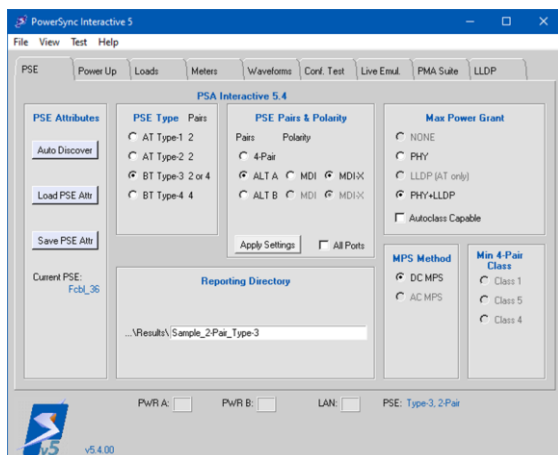 PowerSync Interactive 5
File View Test Help
PSE Power Up Loads Meters Waveforms Conf. Test Live Emul. PMA Suite LLDP
PSA Interactive 5.4
PSE Attributes
Auto Discover
Load PSE Attr
Save PSE Attr
Current PSE:
Fcbl_36
PSE Type Pairs
AT Type-1 2
AT Type-2 2
BT Type-3 2 or 4
BT Type-4 4
PSE Pairs & Polarity
Pairs Polarity
4-Pair
ALT A MDI MDI-X
ALT B MDI MDI-X
Apply Settings All Ports
Max Power Grant
NONE
PHY
LLDP (AT only)
PHY+LLDP
Autoclass Capable
Reporting Directory
...\Results\ Sample_2-Pair_Type-3
MPS Method
DC MPS
AC MPS
Min 4-Pair
Class
Class 1
Class 5
Class 4
PWR A: PWR B: LAN: PSE: Type-3, 2-Pair
v5
v5.4.00